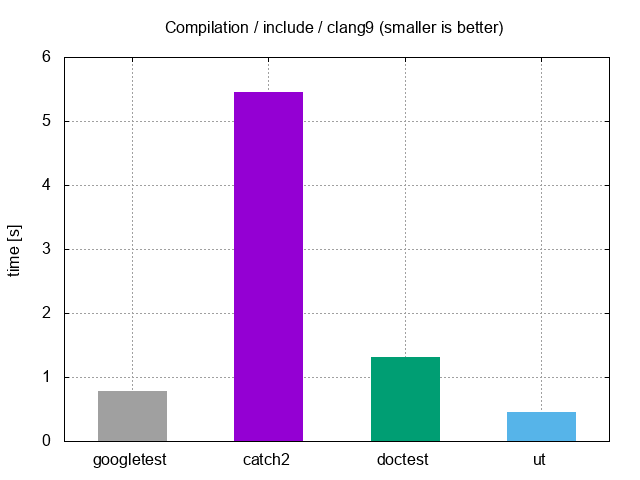 Compilation / include / clang9 (smaller is better)
6
5
4
3
2
1
0
time [s]
googletest
catch2
doctest
ut